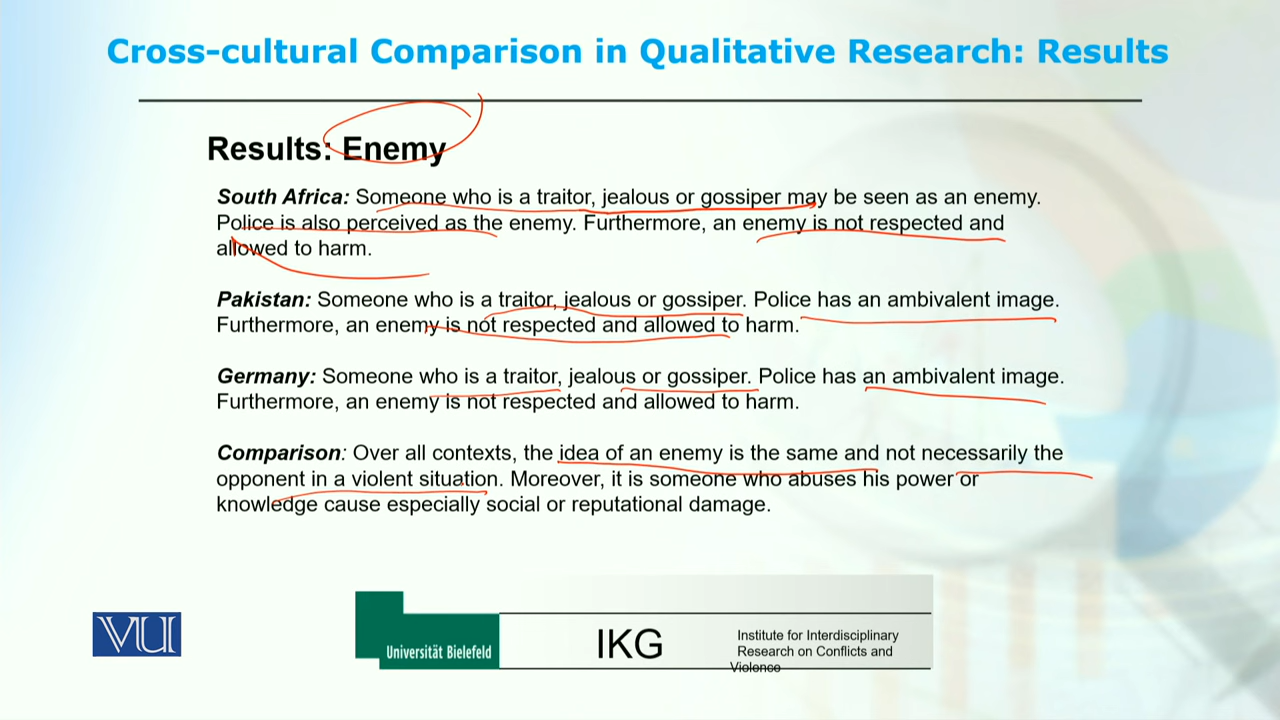 Cross-cultural Comparison in Qualitative Research: Results
Results: Enemy
South Africa: Someone who is a traitor, jealous or gossiper may be seen as an enemy.
Police is also perceived as the enemy. Furthermore, an enemy is not respected and
allowed to harm.
Pakistan: Someone who is a traitor, jealous or gossiper. Police has an ambivalent image.
Furthermore, an enemy is not respected and allowed to harm.
Germany: Someone who is a traitor, jealous or gossiper. Police has an ambivalent image.
Furthermore, an enemy is not respected and allowed to harm.
Comparison: Over all contexts, the idea of an enemy is the same and not necessarily the
opponent in a violent situation. Moreover, it is someone who abuses his power or
knowledge cause especially social or reputational damage.
VU
Universität Bielefeld
IKG
Institute for Interdisciplinary
Research on Conflicts and
Violence